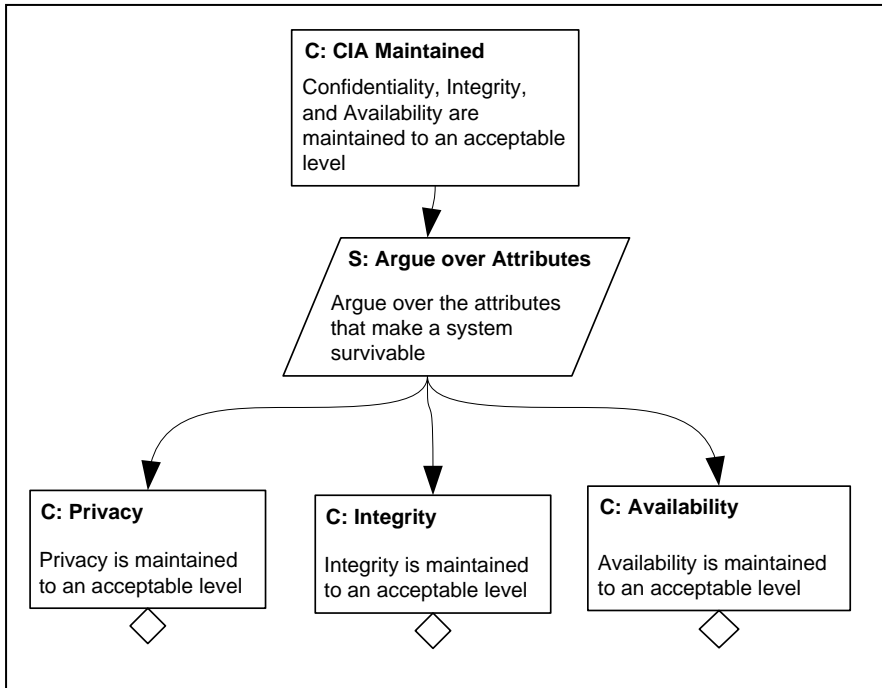 C: CIA Maintained
Confidentiality, Integrity,
and Availability are
maintained to an acceptable
level
S: Argue over Attributes
Argue over the attributes
that make a system
survivable
C: Privacy
Privacy is maintained
to an acceptable level
C: Integrity
Integrity is maintained
to an acceptable level
C: Availability
Availability is maintained
to an acceptable level